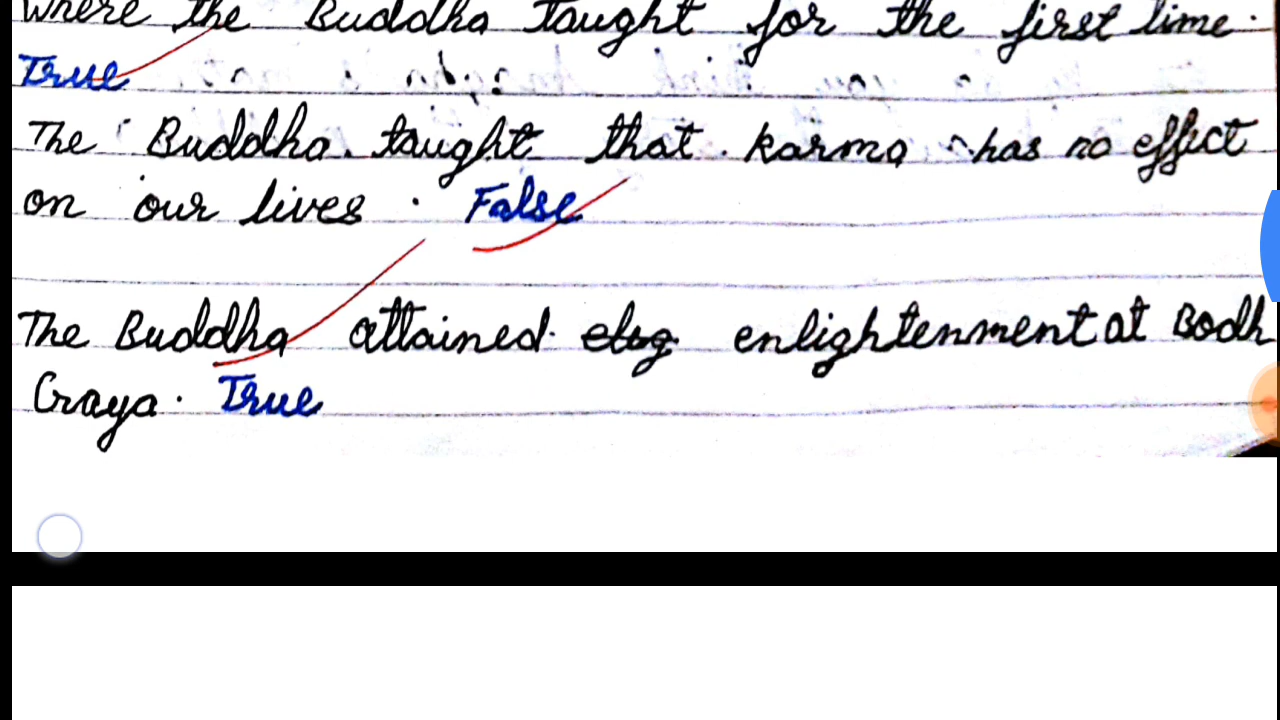 Where the Buddha taught for the first time.
True
The Buddha taught that karma has no effect
on our lives. False
The Buddha attained enlightenment at Bodh
Gaya. True